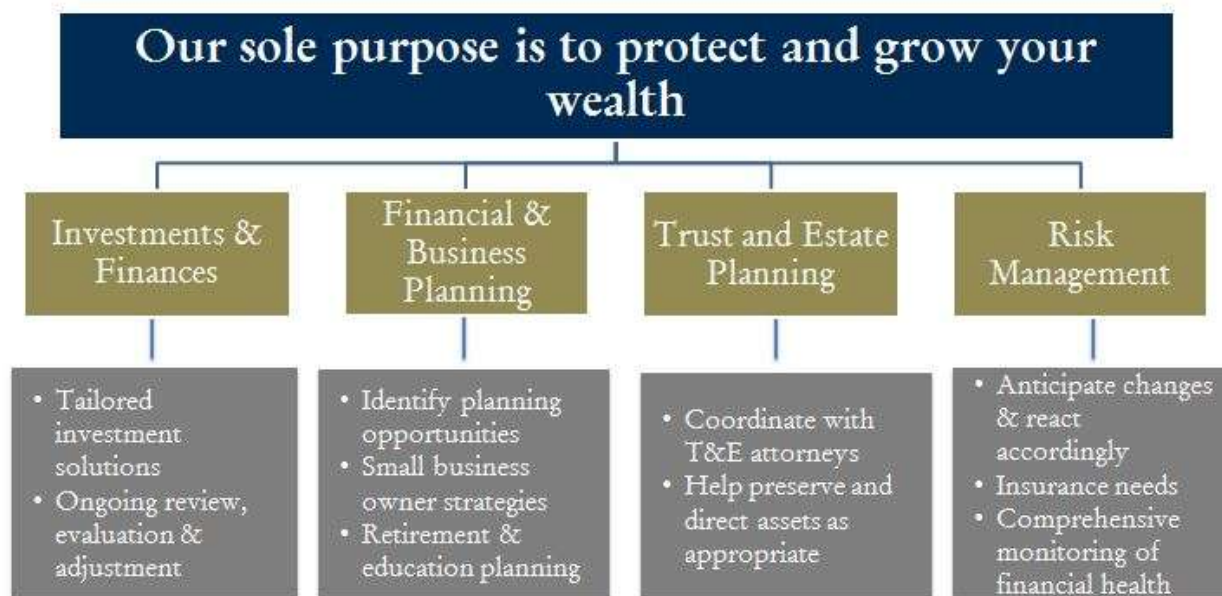 Our sole purpose is to protect and grow your
wealth
Investments &
Finances
Financial &
Business
Planning
Trust and Estate
Planning
Risk
Management
• Tailored
investment
solutions
• Ongoing review,
evaluation &
adjustment
• Identify planning
opportunities
• Small business
owner strategies
• Retirement &
education planning
• Coordinate with
T&E attorneys
• Help preserve and
direct assets as
appropriate
• Anticipate changes
& react
accordingly
• Insurance needs
• Comprehensive
monitoring of
financial health